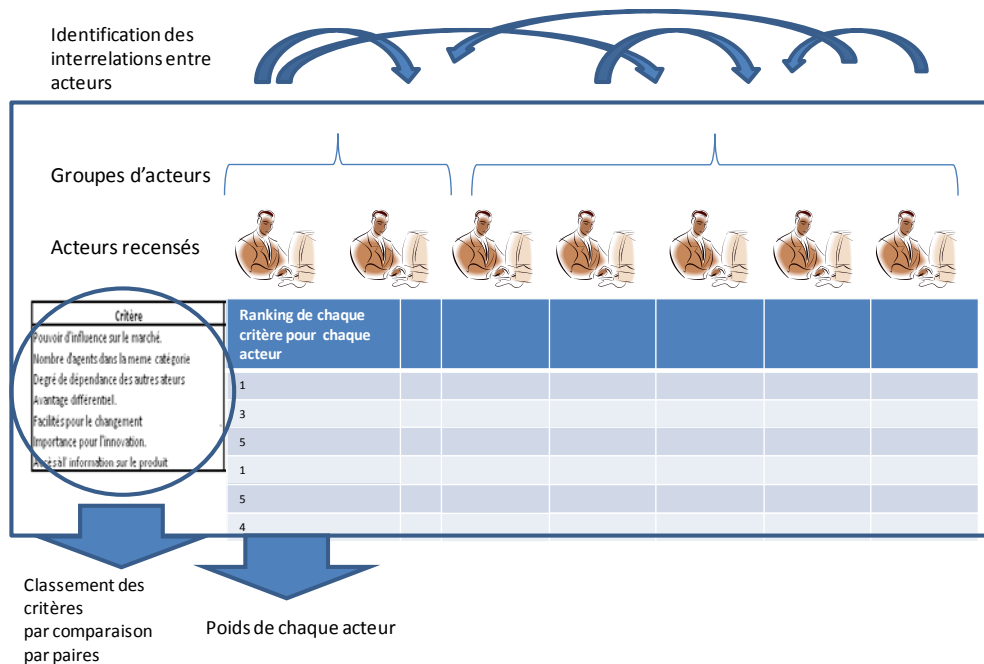 Identification des
interrelations entre
acteurs
Groupes d'acteurs
Acteurs recensés
Critère
Pouvoir d'influence sur le marché.
Nombre d'agents dans la meme catégorie
Degré de dépendance des autres ateurs
Avantage différentiel.
Facilités pour le changement
Importance pour l'innovation.
Accès à l' information sur le produit
Ranking de chaque
critère pour chaque
acteur
1
3
5
1
5
4
Classement des
critères
par comparaison
par paires
Poids de chaque acteur